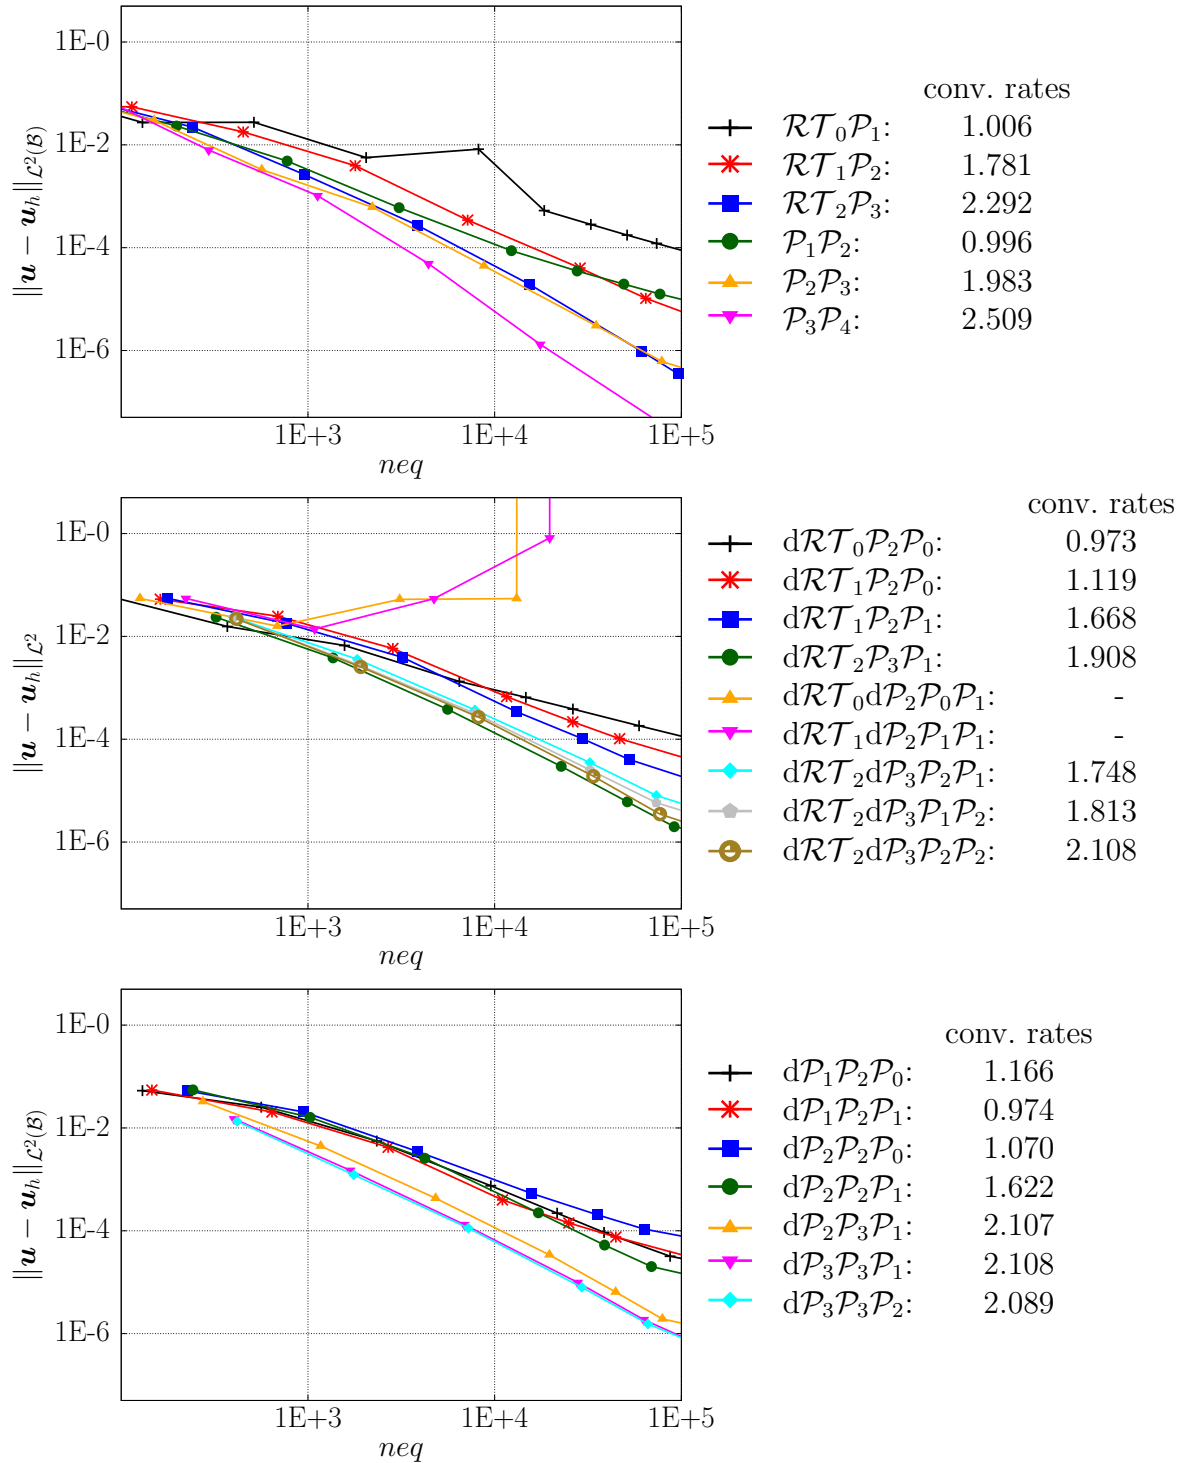 1E-0
1E-2
1E-4
1E-6
‖u − u_h‖_{ℒ²(ℬ)}
1E+3 1E+4 1E+5
neq
conv. rates
ℛ𝒯₀𝒫₁: 1.006
ℛ𝒯₁𝒫₂: 1.781
ℛ𝒯₂𝒫₃: 2.292
𝒫₁𝒫₂: 0.996
𝒫₂𝒫₃: 1.983
𝒫₃𝒫₄: 2.509
1E-0
1E-2
1E-4
1E-6
‖u − u_h‖_{ℒ²}
1E+3 1E+4 1E+5
neq
conv. rates
dℛ𝒯₀𝒫₂𝒫₀: 0.973
dℛ𝒯₁𝒫₂𝒫₀: 1.119
dℛ𝒯₁𝒫₂𝒫₁: 1.668
dℛ𝒯₂𝒫₃𝒫₁: 1.908
dℛ𝒯₀d𝒫₂𝒫₀𝒫₁: -
dℛ𝒯₁d𝒫₂𝒫₁𝒫₁: -
dℛ𝒯₂d𝒫₃𝒫₂𝒫₁: 1.748
dℛ𝒯₂d𝒫₃𝒫₁𝒫₂: 1.813
dℛ𝒯₂d𝒫₃𝒫₂𝒫₂: 2.108
1E-0
1E-2
1E-4
1E-6
‖u − u_h‖_{ℒ²(ℬ)}
1E+3 1E+4 1E+5
neq
conv. rates
d𝒫₁𝒫₂𝒫₀: 1.166
d𝒫₁𝒫₂𝒫₁: 0.974
d𝒫₂𝒫₂𝒫₀: 1.070
d𝒫₂𝒫₂𝒫₁: 1.622
d𝒫₂𝒫₃𝒫₁: 2.107
d𝒫₃𝒫₃𝒫₁: 2.108
d𝒫₃𝒫₃𝒫₂: 2.089